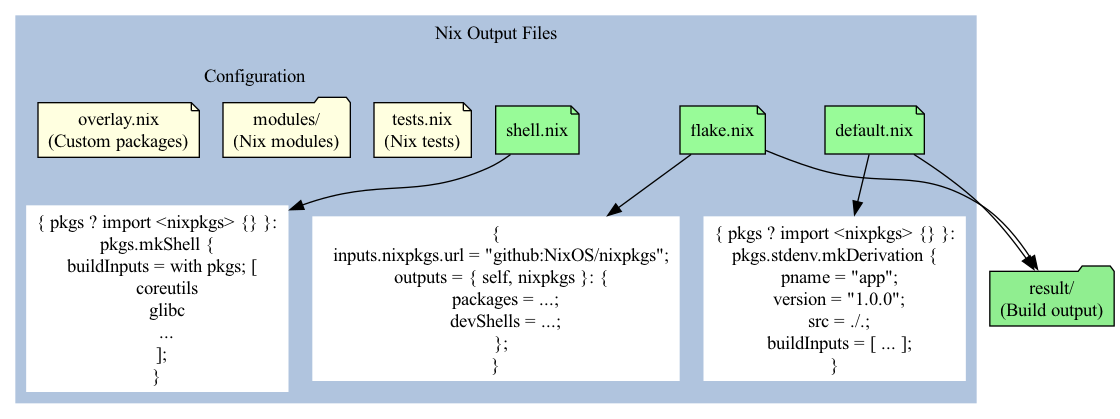 Nix Output Files
Configuration
overlay.nix
(Custom packages)
modules/
(Nix modules)
tests.nix
(Nix tests)
shell.nix
flake.nix
default.nix
{ pkgs ? import <nixpkgs> {} }:
pkgs.mkShell {
buildInputs = with pkgs; [
coreutils
glibc
...
];
}
{
inputs.nixpkgs.url = "github:NixOS/nixpkgs";
outputs = { self, nixpkgs }: {
packages = ...;
devShells = ...;
};
}
{ pkgs ? import <nixpkgs> {} }:
pkgs.stdenv.mkDerivation {
pname = "app";
version = "1.0.0";
src = ./.;
buildInputs = [ ... ];
}
result/
(Build output)